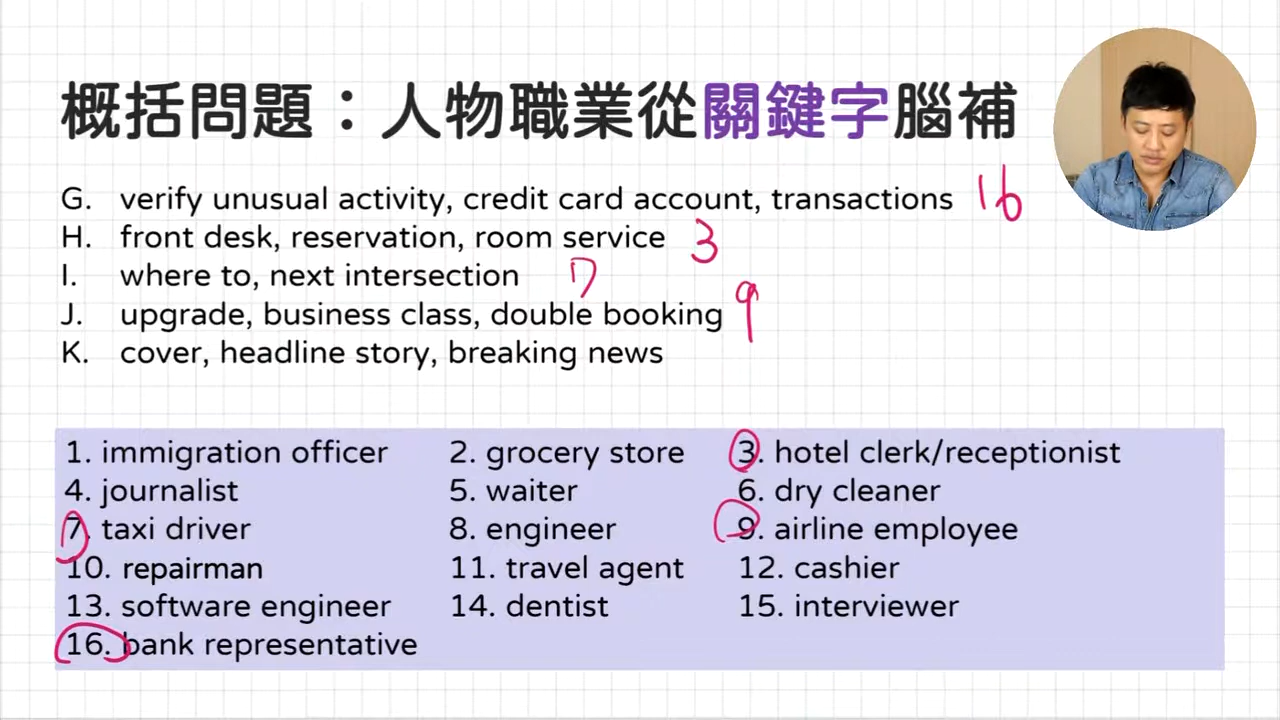 概括問題：人物職業從關鍵字腦補
G. verify unusual activity, credit card account, transactions 16
H. front desk, reservation, room service 3
I. where to, next intersection 7
J. upgrade, business class, double booking 9
K. cover, headline story, breaking news
1. immigration officer 2. grocery store 3. hotel clerk/receptionist
4. journalist 5. waiter 6. dry cleaner
7. taxi driver 8. engineer 9. airline employee
10. repairman 11. travel agent 12. cashier
13. software engineer 14. dentist 15. interviewer
16. bank representative